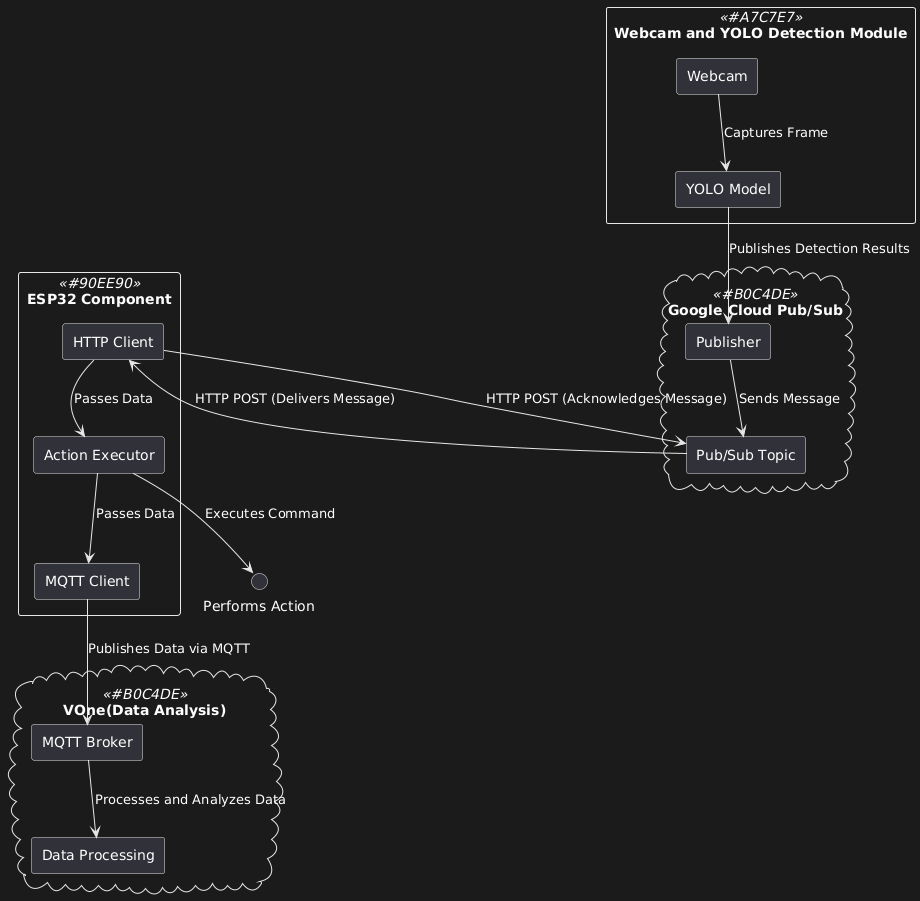 «#A7C7E7»
Webcam and YOLO Detection Module
Webcam
Captures Frame
YOLO Model
Publishes Detection Results
«#90EE90»
ESP32 Component
«#B0C4DE»
Google Cloud Pub/Sub
HTTP Client
Publisher
Passes Data
HTTP POST (Delivers Message)
HTTP POST (Acknowledges Message)
Sends Message
Action Executor
Pub/Sub Topic
Passes Data
Executes Command
MQTT Client
Performs Action
Publishes Data via MQTT
«#B0C4DE»
VOne(Data Analysis)
MQTT Broker
Processes and Analyzes Data
Data Processing